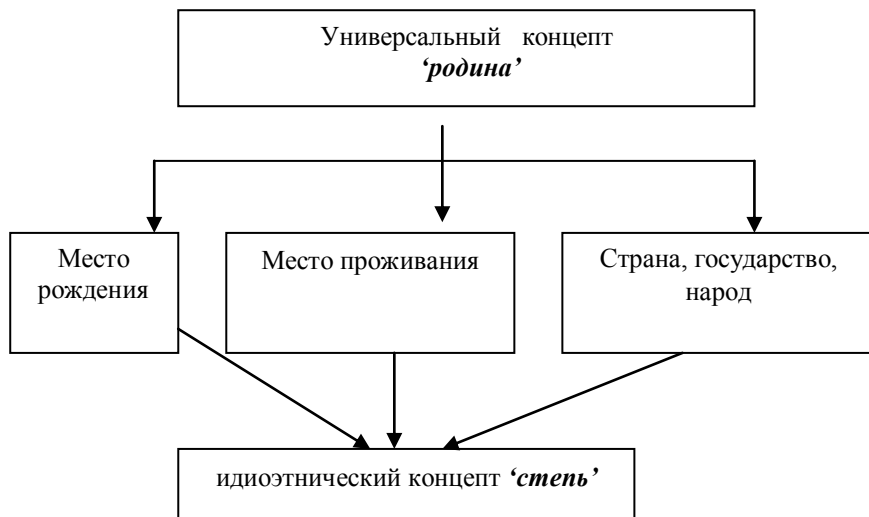 Универсальный концепт
‘родина’
Место
рождения
Место проживания
Страна, государство,
народ
идиоэтнический концепт ‘степь’